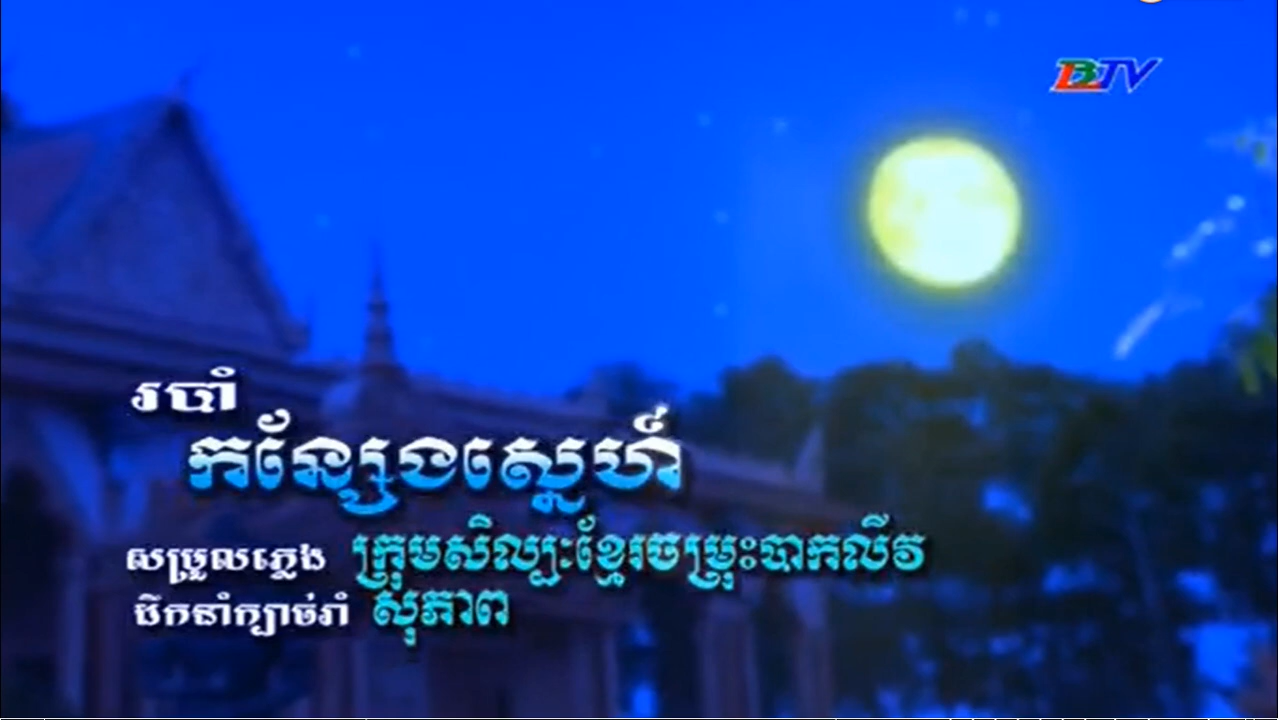 BLTV
របាំ
កន្សែងស្នេហ៍
សម្រួលភ្លេង ក្រុមសិល្បៈខ្មែរចម្រុះបាកលីវ
ដឹកនាំក្បាច់រាំ សុភាព